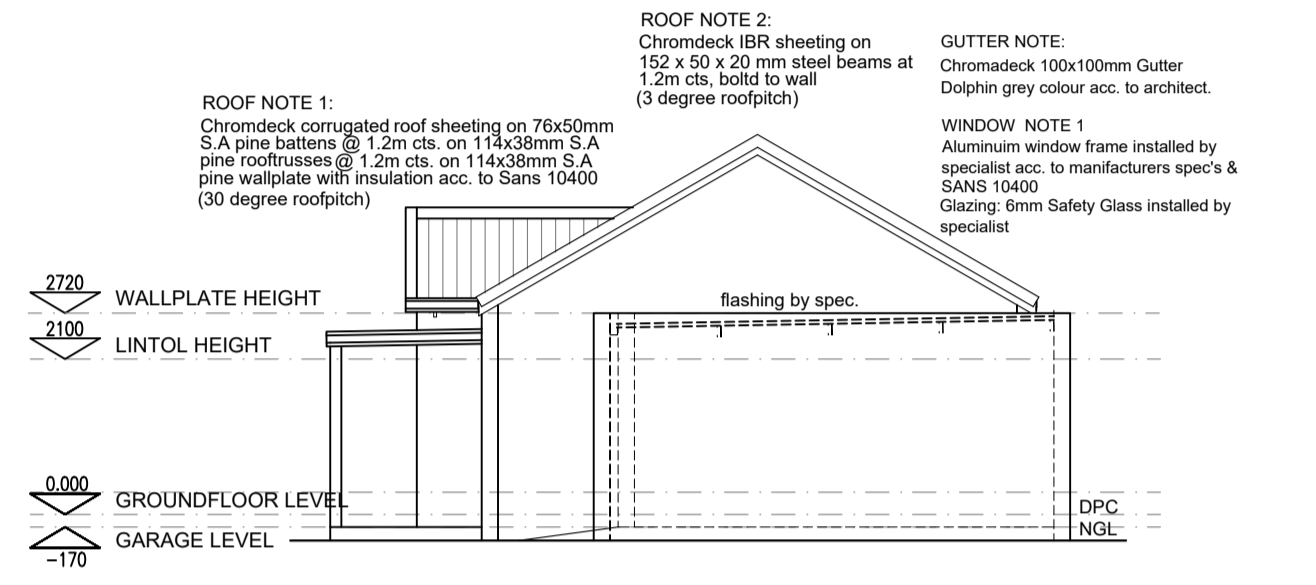 ROOF NOTE 2:
Chromdeck IBR sheeting on
152 x 50 x 20 mm steel beams at
1.2m cts, boltd to wall
(3 degree roofpitch)
GUTTER NOTE:
Chromadeck 100x100mm Gutter
Dolphin grey colour acc. to architect.
ROOF NOTE 1:
Chromdeck corrugated roof sheeting on 76x50mm
S.A pine battens @ 1.2m cts. on 114x38mm S.A
pine rooftrusses @ 1.2m cts. on 114x38mm S.A
pine wallplate with insulation acc. to Sans 10400
(30 degree roofpitch)
WINDOW NOTE 1
Aluminuim window frame installed by
specialist acc. to manifacturers spec's &
SANS 10400
Glazing: 6mm Safety Glass installed by
specialist
2720
WALLPLATE HEIGHT
flashing by spec.
2100
LINTOL HEIGHT
0.000
GROUNDFLOOR LEVEL
DPC
NGL
GARAGE LEVEL
−170